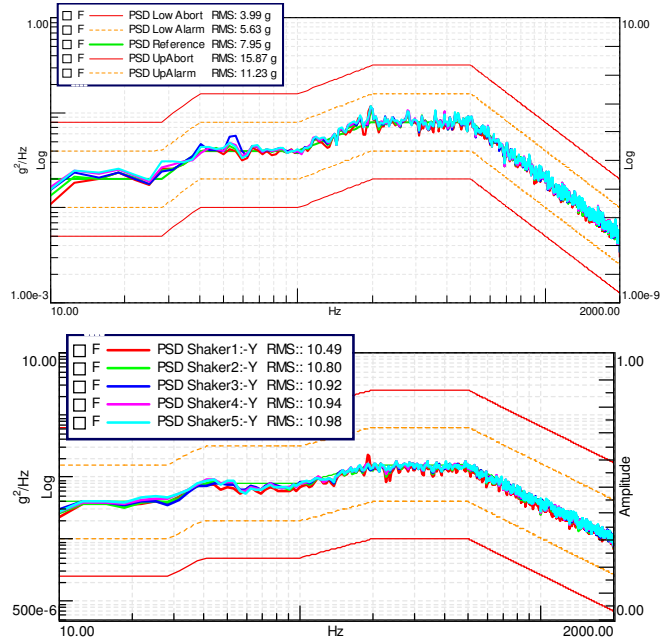 1.00
F PSD Low Abort RMS: 3.99 g
F PSD Low Alarm RMS: 5.63 g
F PSD Reference RMS: 7.95 g
F PSD UpAbort RMS: 15.87 g
F PSD UpAlarm RMS: 11.23 g
10.00
g²/Hz
Log
Log
1.00e-3
1.00e-9
10.00
Hz
2000.00
10.00
F PSD Shaker1:-Y RMS:: 10.49
F PSD Shaker2:-Y RMS:: 10.80
F PSD Shaker3:-Y RMS:: 10.92
F PSD Shaker4:-Y RMS:: 10.94
F PSD Shaker5:-Y RMS:: 10.98
1.00
g²/Hz
Log
Amplitude
500e-6
0.00
10.00
Hz
2000.00